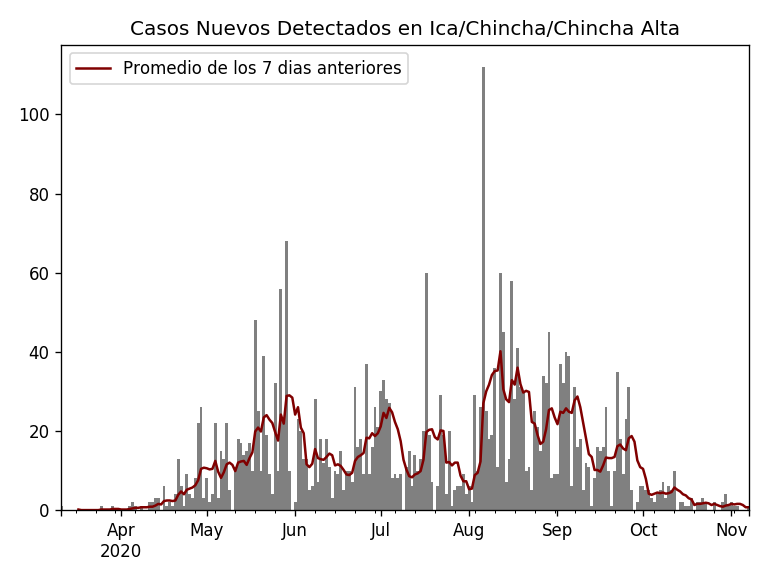 Casos Nuevos Detectados en Ica/Chincha/Chincha Alta
Promedio de los 7 dias anteriores
100
80
60
40
20
0
Apr May Jun Jul Aug Sep Oct Nov
2020